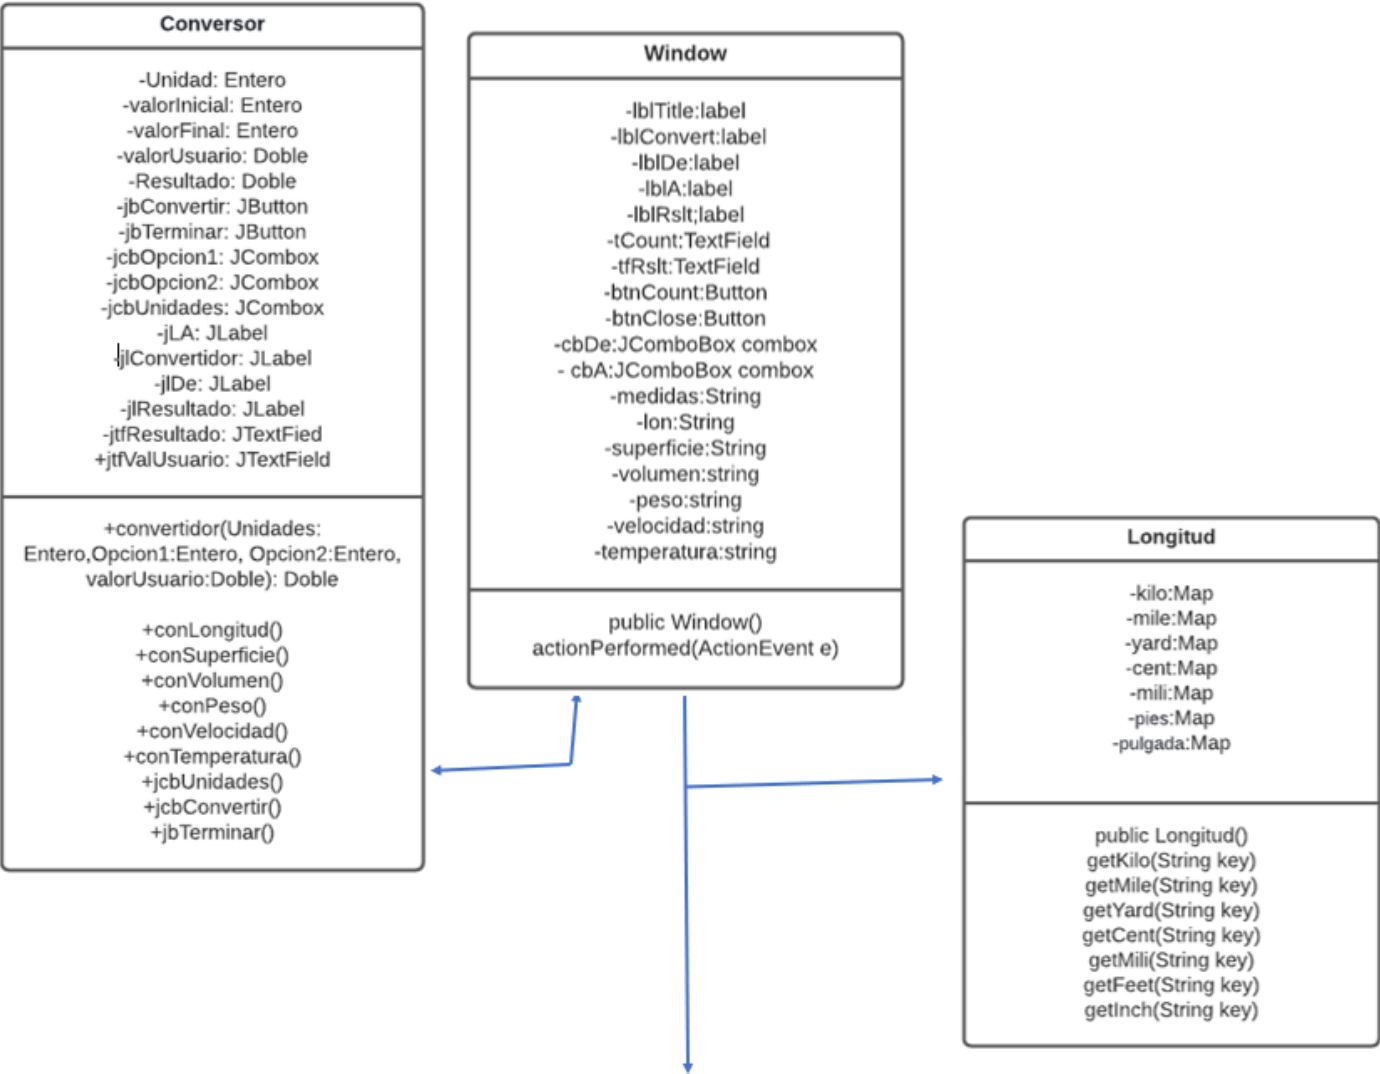 Conversor
-Unidad: Entero
-valorInicial: Entero
-valorFinal: Entero
-valorUsuario: Doble
-Resultado: Doble
-jbConvertir: JButton
-jbTerminar: JButton
-jcbOpcion1: JCombox
-jcbOpcion2: JCombox
-jcbUnidades: JCombox
-jLA: JLabel
-jlConvertidor: JLabel
-jlDe: JLabel
-jlResultado: JLabel
-jtfResultado: JTextFied
+jtfValUsuario: JTextField
+convertidor(Unidades:
Entero,Opcion1:Entero, Opcion2:Entero,
valorUsuario:Doble): Doble
+conLongitud()
+conSuperficie()
+conVolumen()
+conPeso()
+conVelocidad()
+conTemperatura()
+jcbUnidades()
+jcbConvertir()
+jbTerminar()
Window
-lblTitle:label
-lblConvert:label
-lblDe:label
-lblA:label
-lblRslt;label
-tCount:TextField
-tfRslt:TextField
-btnCount:Button
-btnClose:Button
-cbDe:JComboBox combox
- cbA:JComboBox combox
-medidas:String
-lon:String
-superficie:String
-volumen:string
-peso:string
-velocidad:string
-temperatura:string
public Window()
actionPerformed(ActionEvent e)
Longitud
-kilo:Map
-mile:Map
-yard:Map
-cent:Map
-mili:Map
-pies:Map
-pulgada:Map
public Longitud()
getKilo(String key)
getMile(String key)
getYard(String key)
getCent(String key)
getMili(String key)
getFeet(String key)
getInch(String key)